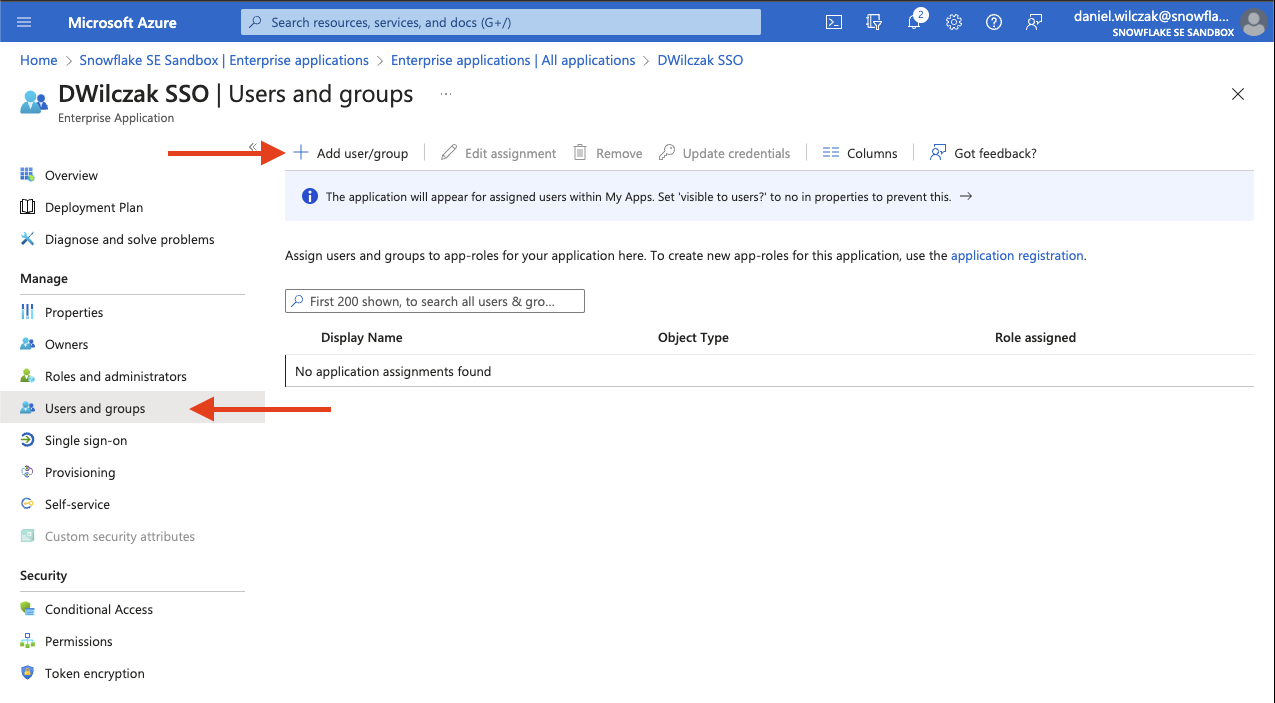 Microsoft Azure
Search resources, services, and docs (G+/)
2
daniel.wilczak@snowfla...
SNOWFLAKE SE SANDBOX
Home > Snowflake SE Sandbox | Enterprise applications > Enterprise applications | All applications > DWilczak SSO
DWilczak SSO | Users and groups ...
Enterprise Application
«
Add user/group
Edit assignment
Remove
Update credentials
Columns
Got feedback?
Overview
Deployment Plan
Diagnose and solve problems
Manage
Properties
Owners
Roles and administrators
Users and groups
Single sign-on
Provisioning
Self-service
Custom security attributes
Security
Conditional Access
Permissions
Token encryption
The application will appear for assigned users within My Apps. Set 'visible to users?' to no in properties to prevent this. →
Assign users and groups to app-roles for your application here. To create new app-roles for this application, use the application registration.
First 200 shown, to search all users & gro...
Display Name Object Type Role assigned
No application assignments found